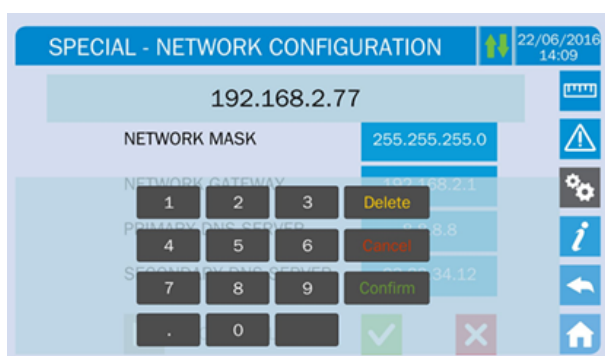 SPECIAL - NETWORK CONFIGURATION
22/06/2016
14:09
192.168.2.77
NETWORK MASK 255.255.255.0
NETWORK GATEWAY 192.168.2.1
1 2 3 Delete
PRIMARY DNS SERVER 8.8.8.8
4 5 6 Cancel
SECONDARY DNS SERVER 34.12
7 8 9 Confirm
. 0
i